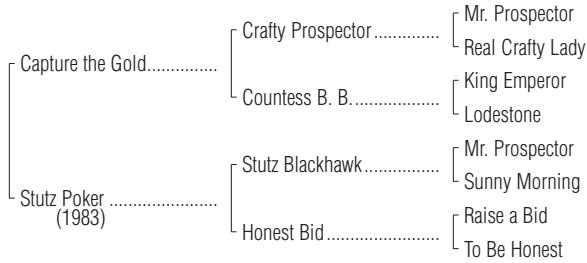 Mr. Prospector
Crafty Prospector..............
Real Crafty Lady
Capture the Gold...............
King Emperor
Countess B. B. ..................
Lodestone
Mr. Prospector
Stutz Blackhawk................
Sunny Morning
Stutz Poker .......................
(1983)
Raise a Bid
Honest Bid........................
To Be Honest